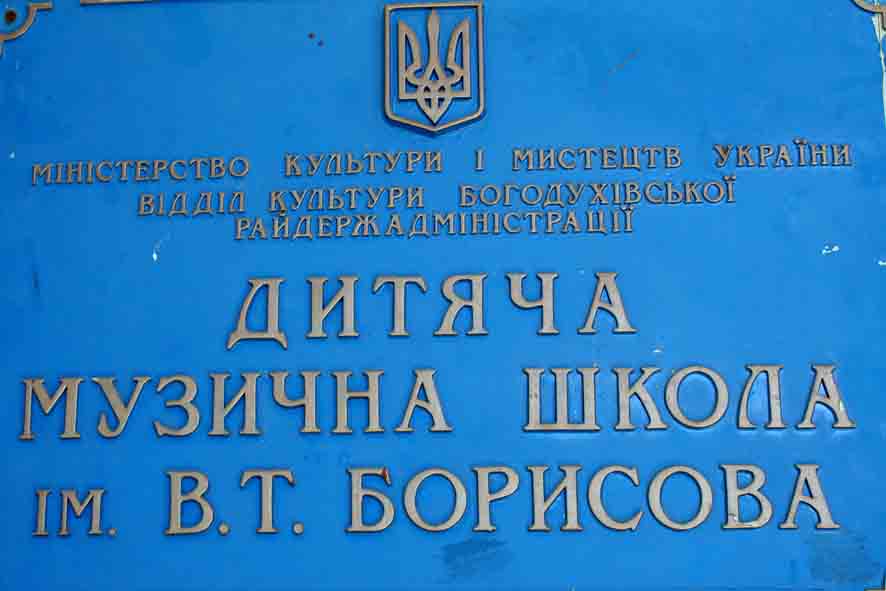 МІНІСТЕРСТВО КУЛЬТУРИ І МИСТЕЦТВ УКРАЇНИ
ВІДДІЛ КУЛЬТУРИ БОГОДУХІВСЬКОЇ
РАЙДЕРЖАДМІНІСТРАЦІЇ
ДИТЯЧА
МУЗИЧНА ШКОЛА
ІМ. В.Т. БОРИСОВА